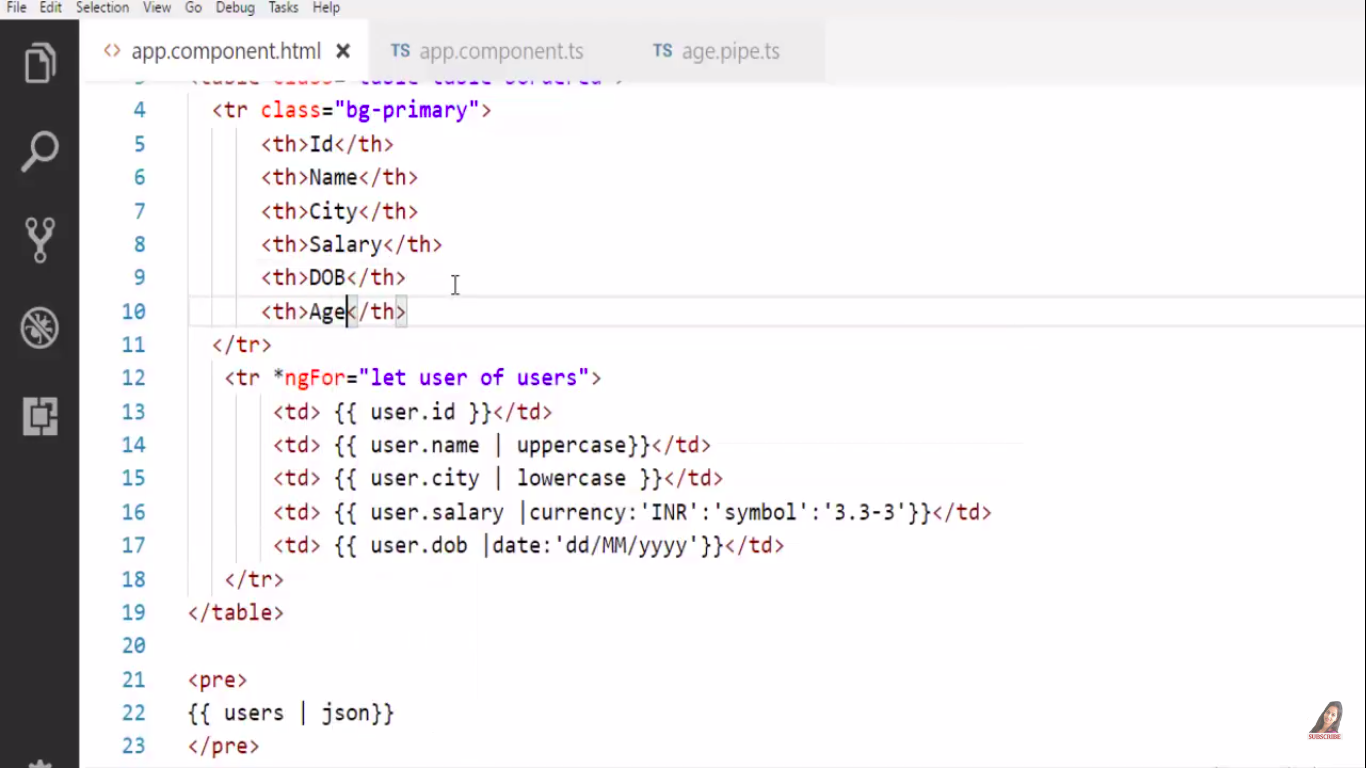 File Edit Selection View Go Debug Tasks Help
<> app.component.html × TS app.component.ts TS age.pipe.ts
4 <tr class="bg-primary">
5 <th>Id</th>
6 <th>Name</th>
7 <th>City</th>
8 <th>Salary</th>
9 <th>DOB</th>
10 <th>Age</th>
11 </tr>
12 <tr *ngFor="let user of users">
13 <td> {{ user.id }}</td>
14 <td> {{ user.name | uppercase}}</td>
15 <td> {{ user.city | lowercase }}</td>
16 <td> {{ user.salary |currency:'INR':'symbol':'3.3-3'}}</td>
17 <td> {{ user.dob |date:'dd/MM/yyyy'}}</td>
18 </tr>
19 </table>
20
21 <pre>
22 {{ users | json}}
23 </pre>
SUBSCRIBE